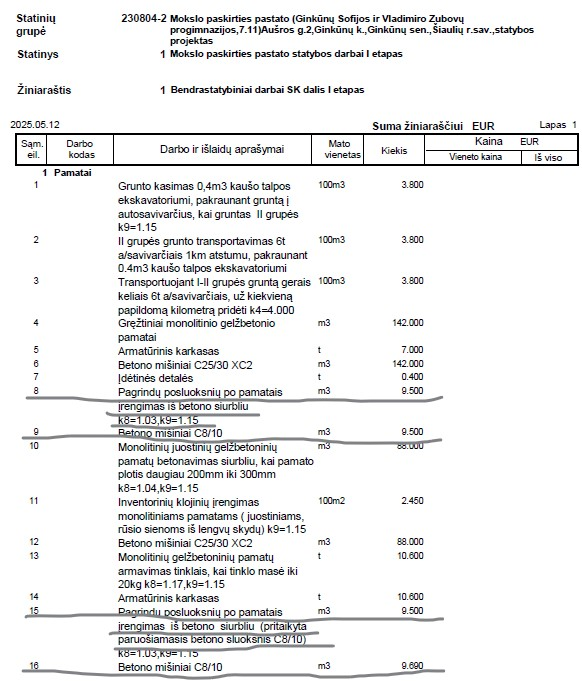 Statinių grupė 230804-2 Mokslo paskirties pastato (Ginkūnų Sofijos ir Vladimiro Zubovų
progimnazijos,7.11)Aušros g.2,Ginkūnų k.,Ginkūnų sen.,Šiaulių r.sav.,statybos
projektas
Statinys 1 Mokslo paskirties pastato statybos darbai I etapas
Žiniaraštis 1 Bendrastatybiniai darbai SK dalis I etapas
2025.05.12 Suma žiniaraščiui EUR Lapas 1
Sąm. eil. Darbo kodas Darbo ir išlaidų aprašymai Mato vienetas Kiekis Kaina EUR
Vieneto kaina Iš viso
1 Pamatai
1 Grunto kasimas 0,4m3 kaušo talpos 100m3 3.800
ekskavatoriumi, pakraunant gruntą į
autosavivarčius, kai gruntas II grupės
k9=1.15
2 II grupės grunto transportavimas 6t 100m3 3.800
a/savivarčiais 1km atstumu, pakraunant
0.4m3 kaušo talpos ekskavatoriumi
3 Transportuojant I-II grupės gruntą gerais 100m3 3.800
keliais 6t a/savivarčiais, už kiekvieną
papildomą kilometrą pridėti k4=4.000
4 Gręžtiniai monolitinio gelžbetonio m3 142.000
pamatai
5 Armatūrinis karkasas t 7.000
6 Betono mišiniai C25/30 XC2 m3 142.000
7 Įdėtinės detalės t 0.400
8 Pagrindų posluoksnių po pamatais m3 9.500
įrengimas iš betono siurbliu
k8=1.03,k9=1.15
9 Betono mišiniai C8/10 m3 9.500
10 Monolitinių juostinių gelžbetoninių m3 88.000
pamatų betonavimas siurbliu, kai pamato
plotis daugiau 200mm iki 300mm
k8=1.04,k9=1.15
11 Inventorinių klojinių įrengimas 100m2 2.450
monolitiniams pamatams ( juostiniams,
rūsio sienoms iš lengvų skydų) k9=1.15
12 Betono mišiniai C25/30 XC2 m3 88.000
13 Monolitinių gelžbetoninių pamatų t 10.600
armavimas tinklais, kai tinklo masė iki
20kg k8=1.17,k9=1.15
14 Armatūrinis karkasas t 10.600
15 Pagrindų posluoksnių po pamatais m3 9.500
įrengimas iš betono siurbliu (pritaikyta
paruošiamasis betono sluoksnis C8/10)
k8=1.03,k9=1.15
16 Betono mišiniai C8/10 m3 9.690